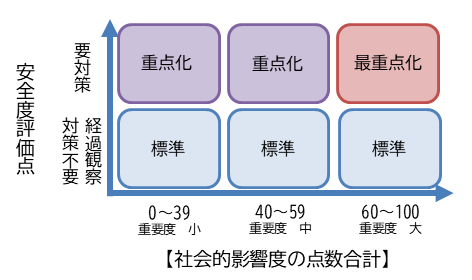 安全度評価点
要対策
重点化
重点化
最重点化
経過観察
対策不要
標準
標準
標準
0～39
重要度　小
40～59
重要度　中
60～100
重要度　大
【社会的影響度の点数合計】